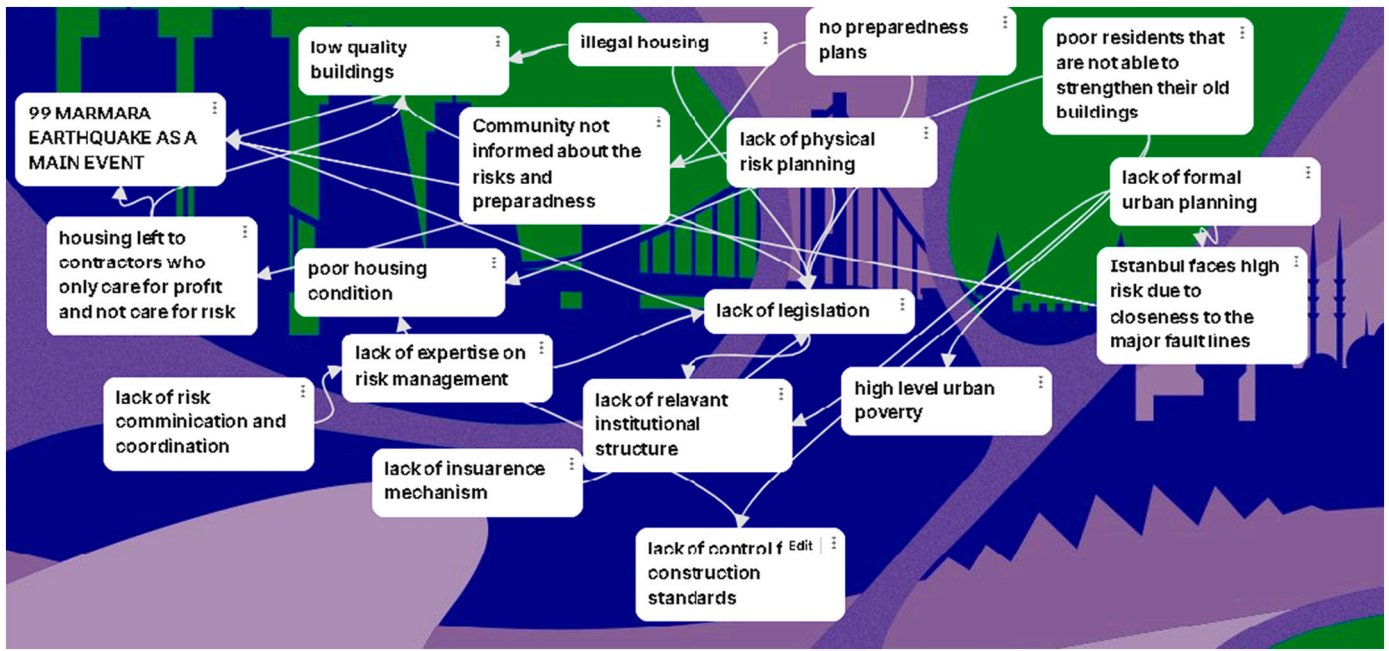 low quality
buildings
illegal housing
no preparedness
plans
poor residents that
are not able to
strengthen their old
buildings
99 MARMARA
EARTHQUAKE AS A
MAIN EVENT
Community not
informed about the
risks and
preparadness
lack of physical
risk planning
lack of formal
urban planning
housing left to
contractors who
only care for profit
and not care for risk
poor housing
condition
lack of legislation
Istanbul faces high
risk due to
closeness to the
major fault lines
lack of expertise on
risk management
lack of risk
comminication and
coordination
lack of relavant
institutional
structure
high level urban
poverty
lack of insuarence
mechanism
lack of control f Edit
construction
standards